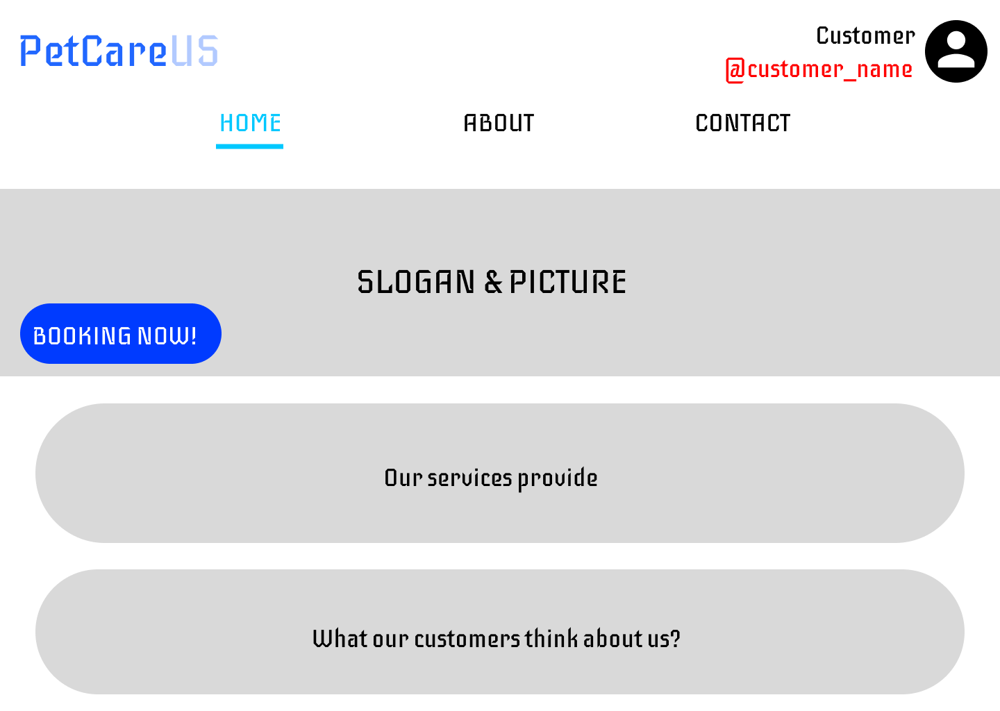 PetCareUS
Customer
@customer_name
HOME
ABOUT
CONTACT
SLOGAN & PICTURE
BOOKING NOW!
Our services provide
What our customers think about us?